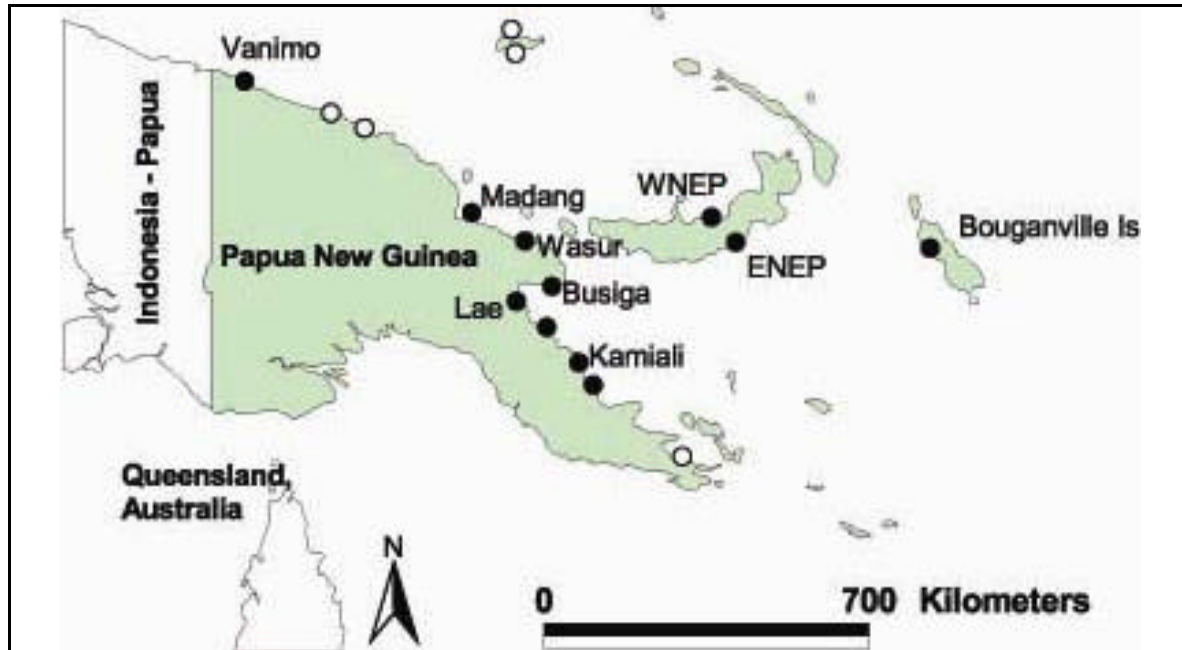 Vanimo
Indonesia - Papua
Madang
WNEP
Bouganville Is
Wasur
Papua New Guinea
ENEP
Busiga
Lae
Kamiali
Queensland,
Australia
N
0 700 Kilometers